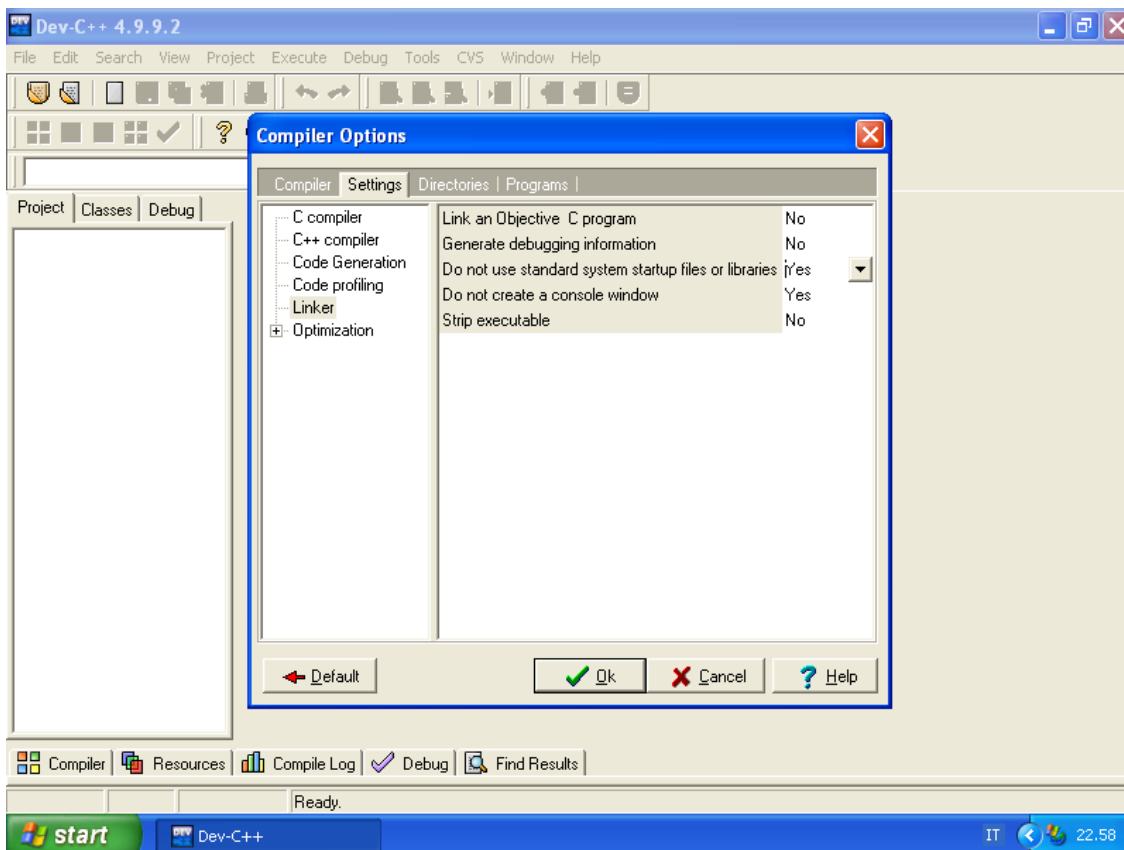 Dev-C++ 4.9.9.2
File Edit Search View Project Execute Debug Tools CVS Window Help
Compiler Options
Compiler Settings Directories Programs
Project Classes Debug
C compiler
C++ compiler
Code Generation
Code profiling
Linker
Optimization
Link an Objective C program No
Generate debugging information No
Do not use standard system startup files or libraries Yes
Do not create a console window Yes
Strip executable No
Default Ok Cancel Help
Compiler Resources Compile Log Debug Find Results
Ready.
start Dev-C++ IT 22.58